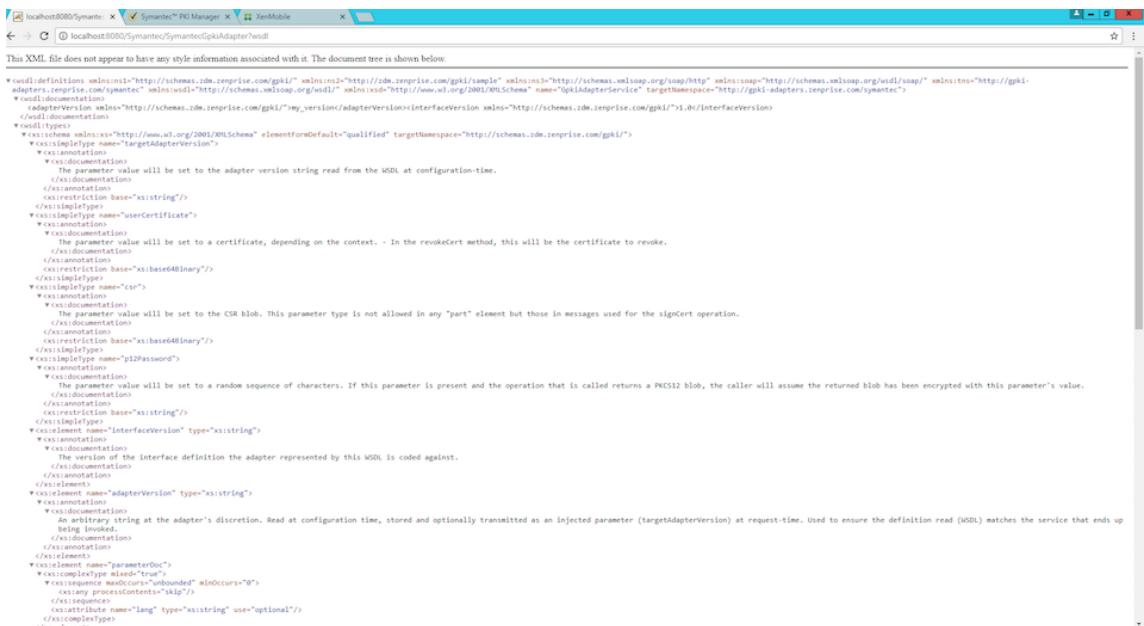 localhost:8080/Symantec
Symantec™ PKI Manager
XenMobile
localhost:8080/Symantec/SymantecGpkiAdapter?wsdl
This XML file does not appear to have any style information associated with it. The document tree is shown below.
▼<wsdl:definitions xmlns:ns1="http://schemas.zdm.zenprise.com/gpki/" xmlns:ns2="http://zdm.zenprise.com/gpki/sample" xmlns:ns3="http://schemas.xmlsoap.org/soap/http" xmlns:soap="http://schemas.xmlsoap.org/wsdl/soap/" xmlns:tns="http://gpki-
adapters.zenprise.com/symantec" xmlns:wsdl="http://schemas.xmlsoap.org/wsdl/" xmlns:xsd="http://www.w3.org/2001/XMLSchema" name="GpkiAdapterService" targetNamespace="http://gpki-adapters.zenprise.com/symantec">
▼<wsdl:documentation>
<adapterVersion xmlns="http://schemas.zdm.zenprise.com/gpki/">my_version</adapterVersion><interfaceVersion xmlns="http://schemas.zdm.zenprise.com/gpki/">1.0</interfaceVersion>
</wsdl:documentation>
▼<wsdl:types>
▼<xs:schema xmlns:xs="http://www.w3.org/2001/XMLSchema" elementFormDefault="qualified" targetNamespace="http://schemas.zdm.zenprise.com/gpki/">
▼<xs:simpleType name="targetAdapterVersion">
▼<xs:annotation>
▼<xs:documentation>
The parameter value will be set to the adapter version string read from the WSDL at configuration-time.
</xs:documentation>
</xs:annotation>
<xs:restriction base="xs:string"/>
</xs:simpleType>
▼<xs:simpleType name="userCertificate">
▼<xs:annotation>
▼<xs:documentation>
The parameter value will be set to a certificate, depending on the context. - In the revokeCert method, this will be the certificate to revoke.
</xs:documentation>
</xs:annotation>
<xs:restriction base="xs:base64Binary"/>
</xs:simpleType>
▼<xs:simpleType name="csr">
▼<xs:annotation>
▼<xs:documentation>
The parameter value will be set to the CSR blob. This parameter type is not allowed in any "part" element but those in messages used for the signCert operation.
</xs:documentation>
</xs:annotation>
<xs:restriction base="xs:base64Binary"/>
</xs:simpleType>
▼<xs:simpleType name="p12Password">
▼<xs:annotation>
▼<xs:documentation>
The parameter value will be set to a random sequence of characters. If this parameter is present and the operation that is called returns a PKCS12 blob, the caller will assume the returned blob has been encrypted with this parameter's value.
</xs:documentation>
</xs:annotation>
<xs:restriction base="xs:string"/>
</xs:simpleType>
▼<xs:element name="interfaceVersion" type="xs:string">
▼<xs:annotation>
▼<xs:documentation>
The version of the interface definition the adapter represented by this WSDL is coded against.
</xs:documentation>
</xs:annotation>
</xs:element>
▼<xs:element name="adapterVersion" type="xs:string">
▼<xs:annotation>
▼<xs:documentation>
An arbitrary string at the adapter's discretion. Read at configuration time, stored and optionally transmitted as an injected parameter (targetAdapterVersion) at request-time. Used to ensure the definition read (WSDL) matches the service that ends up
being invoked.
</xs:documentation>
</xs:annotation>
</xs:element>
▼<xs:element name="parameterDoc">
▼<xs:complexType mixed="true">
▼<xs:sequence maxOccurs="unbounded" minOccurs="0">
<xs:any processContents="skip"/>
</xs:sequence>
<xs:attribute name="lang" type="xs:string" use="optional"/>
</xs:complexType>